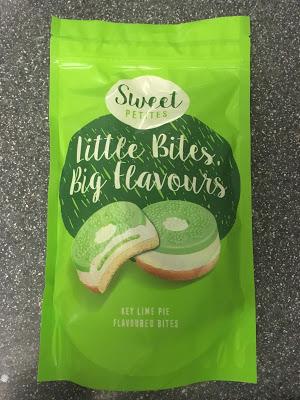 Sweet
PETITES
Little Bites,
Big Flavours
KEY LIME PIE
FLAVOURED BITES